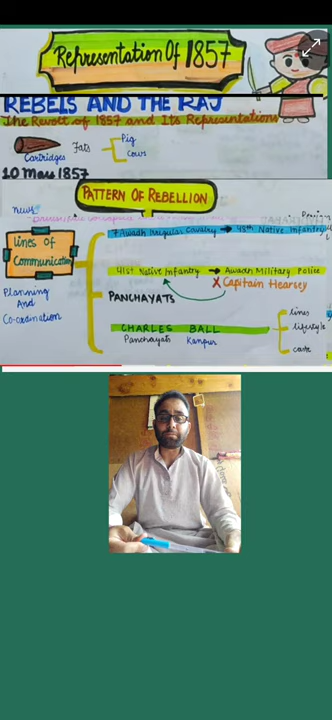 Representation Of 1857
REBELS AND THE RAJ
The Revolt of 1857 and Its Representations
Cartridges Fats Pig
cows
10 May 1857
PATTERN OF REBELLION
lines of
Communication
Planning
And
Co-ordination
7 Awadh Irregular Cavalry → 48th Native Infantry
41st Native Infantry → Awadh Military Police
X Capitain Hearsey
PANCHAYATS
CHARLES BALL
Panchayats Kanpur
lines
lifestyle
caste